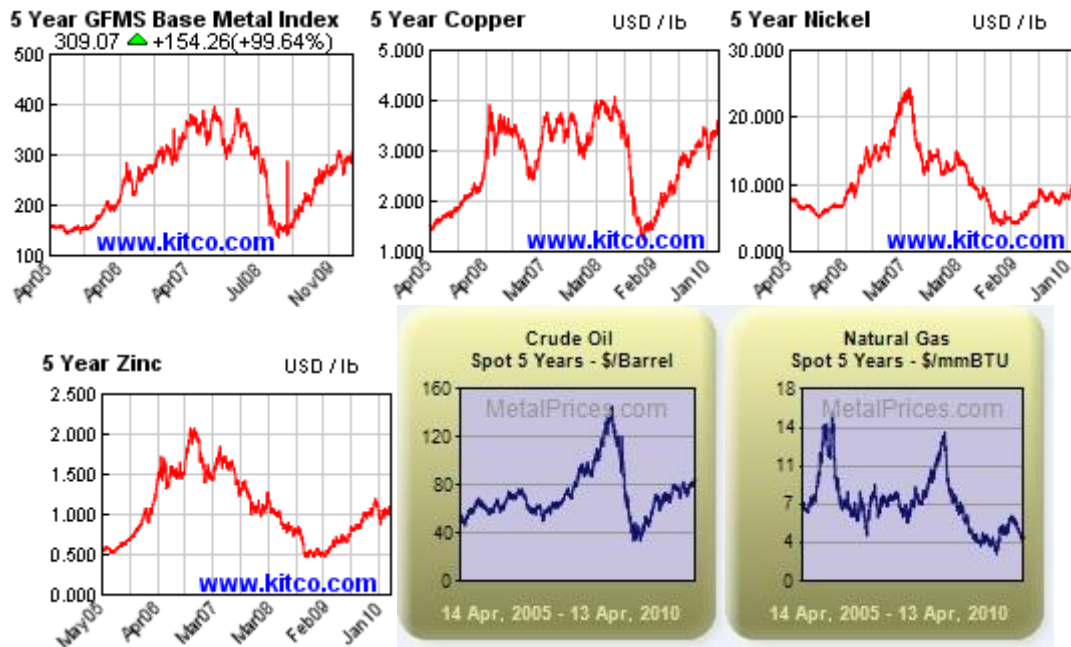 5 Year GFMS Base Metal Index
309.07 +154.26(+99.64%)
500
400
300
200
100
www.kitco.com
Apr05
Apr06
Apr07
Jul08
Nov09
5 Year Copper USD / lb
5.000
4.000
3.000
2.000
1.000
www.kitco.com
Apr05
Apr06
Mar07
Mar08
Feb09
Jan10
5 Year Nickel USD / lb
30.000
20.000
10.000
0.000
www.kitco.com
Apr05
Apr06
Mar07
Mar08
Feb09
Jan10
5 Year Zinc USD / lb
2.500
2.000
1.500
1.000
0.500
0.000
www.kitco.com
May05
Apr06
Mar07
Mar08
Feb09
Jan10
Crude Oil
Spot 5 Years - $/Barrel
160
120
80
40
0
MetalPrices.com
14 Apr, 2005 - 13 Apr, 2010
Natural Gas
Spot 5 Years - $/mmBTU
18
14
11
7
4
0
MetalPrices.com
14 Apr, 2005 - 13 Apr, 2010